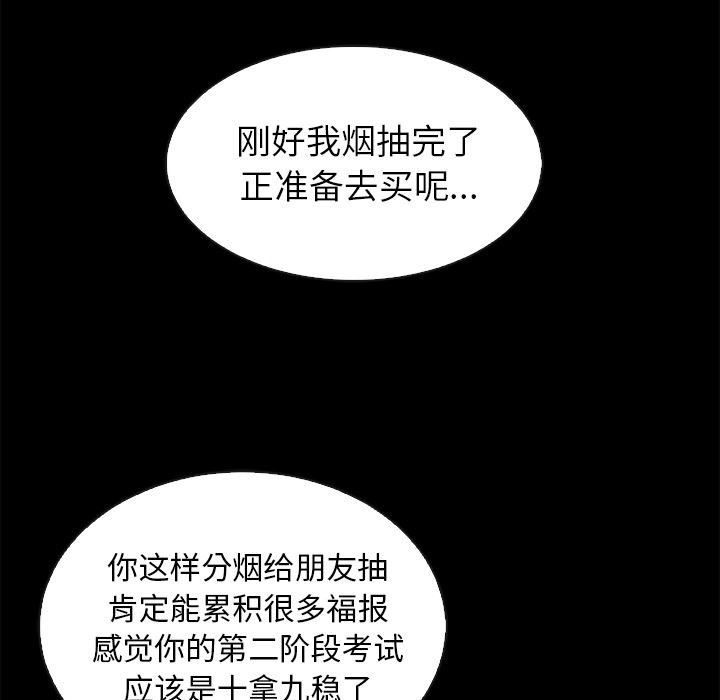 刚好我烟抽完了
正准备去买呢...
你这样分烟给朋友抽
肯定能累积很多福报
感觉你的第二阶段考试
应该是十拿九稳了